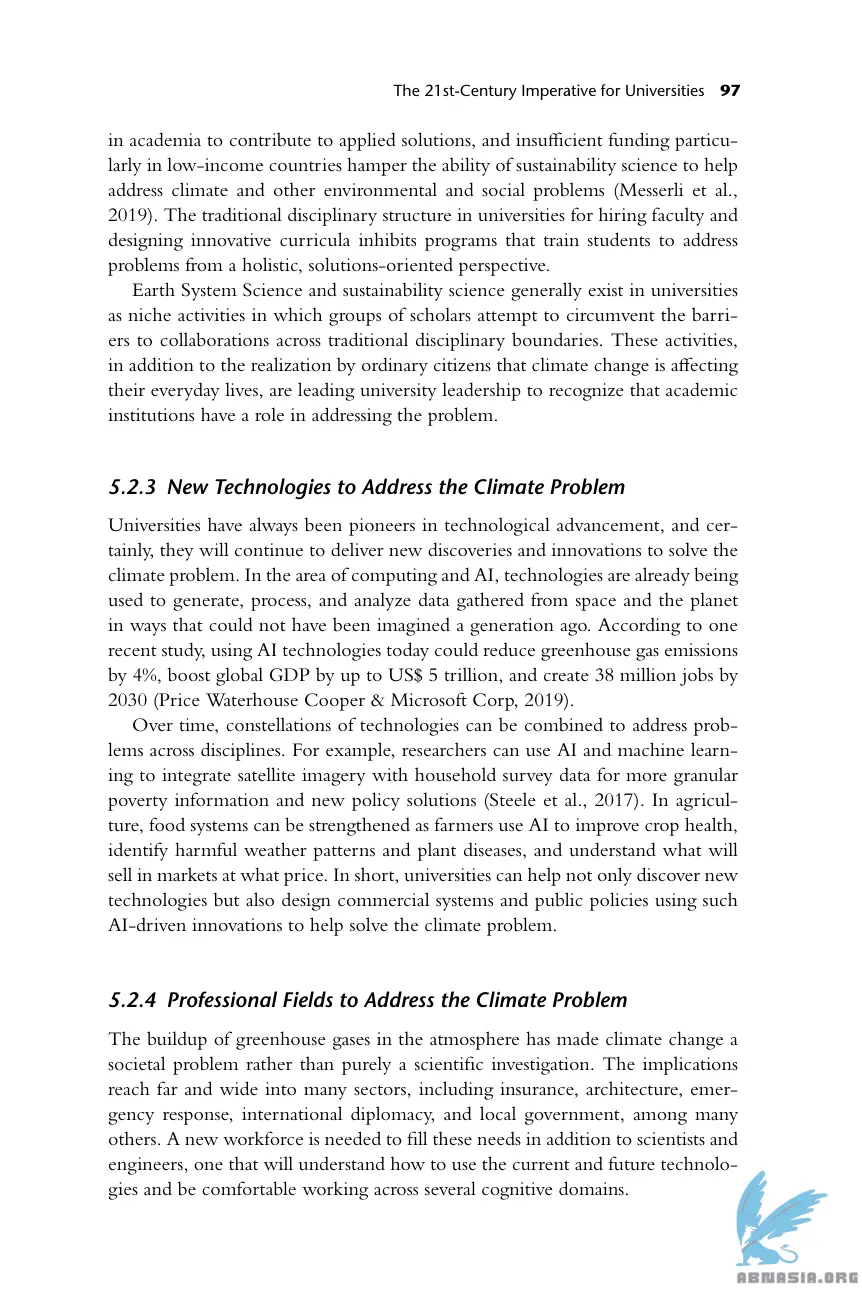 The 21st-Century Imperative for Universities 97
in academia to contribute to applied solutions, and insufficient funding particu-
larly in low-income countries hamper the ability of sustainability science to help
address climate and other environmental and social problems (Messerli et al.,
2019). The traditional disciplinary structure in universities for hiring faculty and
designing innovative curricula inhibits programs that train students to address
problems from a holistic, solutions-oriented perspective.
Earth System Science and sustainability science generally exist in universities
as niche activities in which groups of scholars attempt to circumvent the barri-
ers to collaborations across traditional disciplinary boundaries. These activities,
in addition to the realization by ordinary citizens that climate change is affecting
their everyday lives, are leading university leadership to recognize that academic
institutions have a role in addressing the problem.
5.2.3 New Technologies to Address the Climate Problem
Universities have always been pioneers in technological advancement, and cer-
tainly, they will continue to deliver new discoveries and innovations to solve the
climate problem. In the area of computing and AI, technologies are already being
used to generate, process, and analyze data gathered from space and the planet
in ways that could not have been imagined a generation ago. According to one
recent study, using AI technologies today could reduce greenhouse gas emissions
by 4%, boost global GDP by up to US$ 5 trillion, and create 38 million jobs by
2030 (Price Waterhouse Cooper & Microsoft Corp, 2019).
Over time, constellations of technologies can be combined to address prob-
lems across disciplines. For example, researchers can use AI and machine learn-
ing to integrate satellite imagery with household survey data for more granular
poverty information and new policy solutions (Steele et al., 2017). In agricul-
ture, food systems can be strengthened as farmers use AI to improve crop health,
identify harmful weather patterns and plant diseases, and understand what will
sell in markets at what price. In short, universities can help not only discover new
technologies but also design commercial systems and public policies using such
AI-driven innovations to help solve the climate problem.
5.2.4 Professional Fields to Address the Climate Problem
The buildup of greenhouse gases in the atmosphere has made climate change a
societal problem rather than purely a scientific investigation. The implications
reach far and wide into many sectors, including insurance, architecture, emer-
gency response, international diplomacy, and local government, among many
others. A new workforce is needed to fill these needs in addition to scientists and
engineers, one that will understand how to use the current and future technolo-
gies and be comfortable working across several cognitive domains.
ABNASIA.ORG